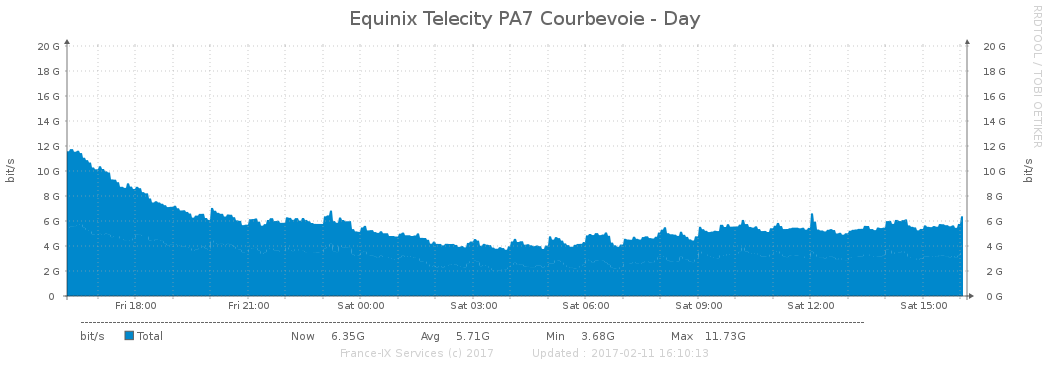 Equinix Telecity PA7 Courbevoie - Day
RRDTOOL / TOBI OETIKER
bit/s
bit/s
20 G 20 G
18 G 18 G
16 G 16 G
14 G 14 G
12 G 12 G
10 G 10 G
8 G 8 G
6 G 6 G
4 G 4 G
2 G 2 G
0 0 G
Fri 18:00 Fri 21:00 Sat 00:00 Sat 03:00 Sat 06:00 Sat 09:00 Sat 12:00 Sat 15:00
bit/s Total Now 6.35G Avg 5.71G Min 3.68G Max 11.73G
France-IX Services (c) 2017 Updated : 2017-02-11 16:10:13